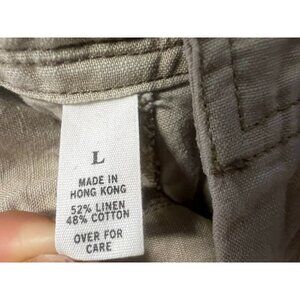 L
MADE IN
HONG KONG
52% LINEN
48% COTTON
OVER FOR
CARE